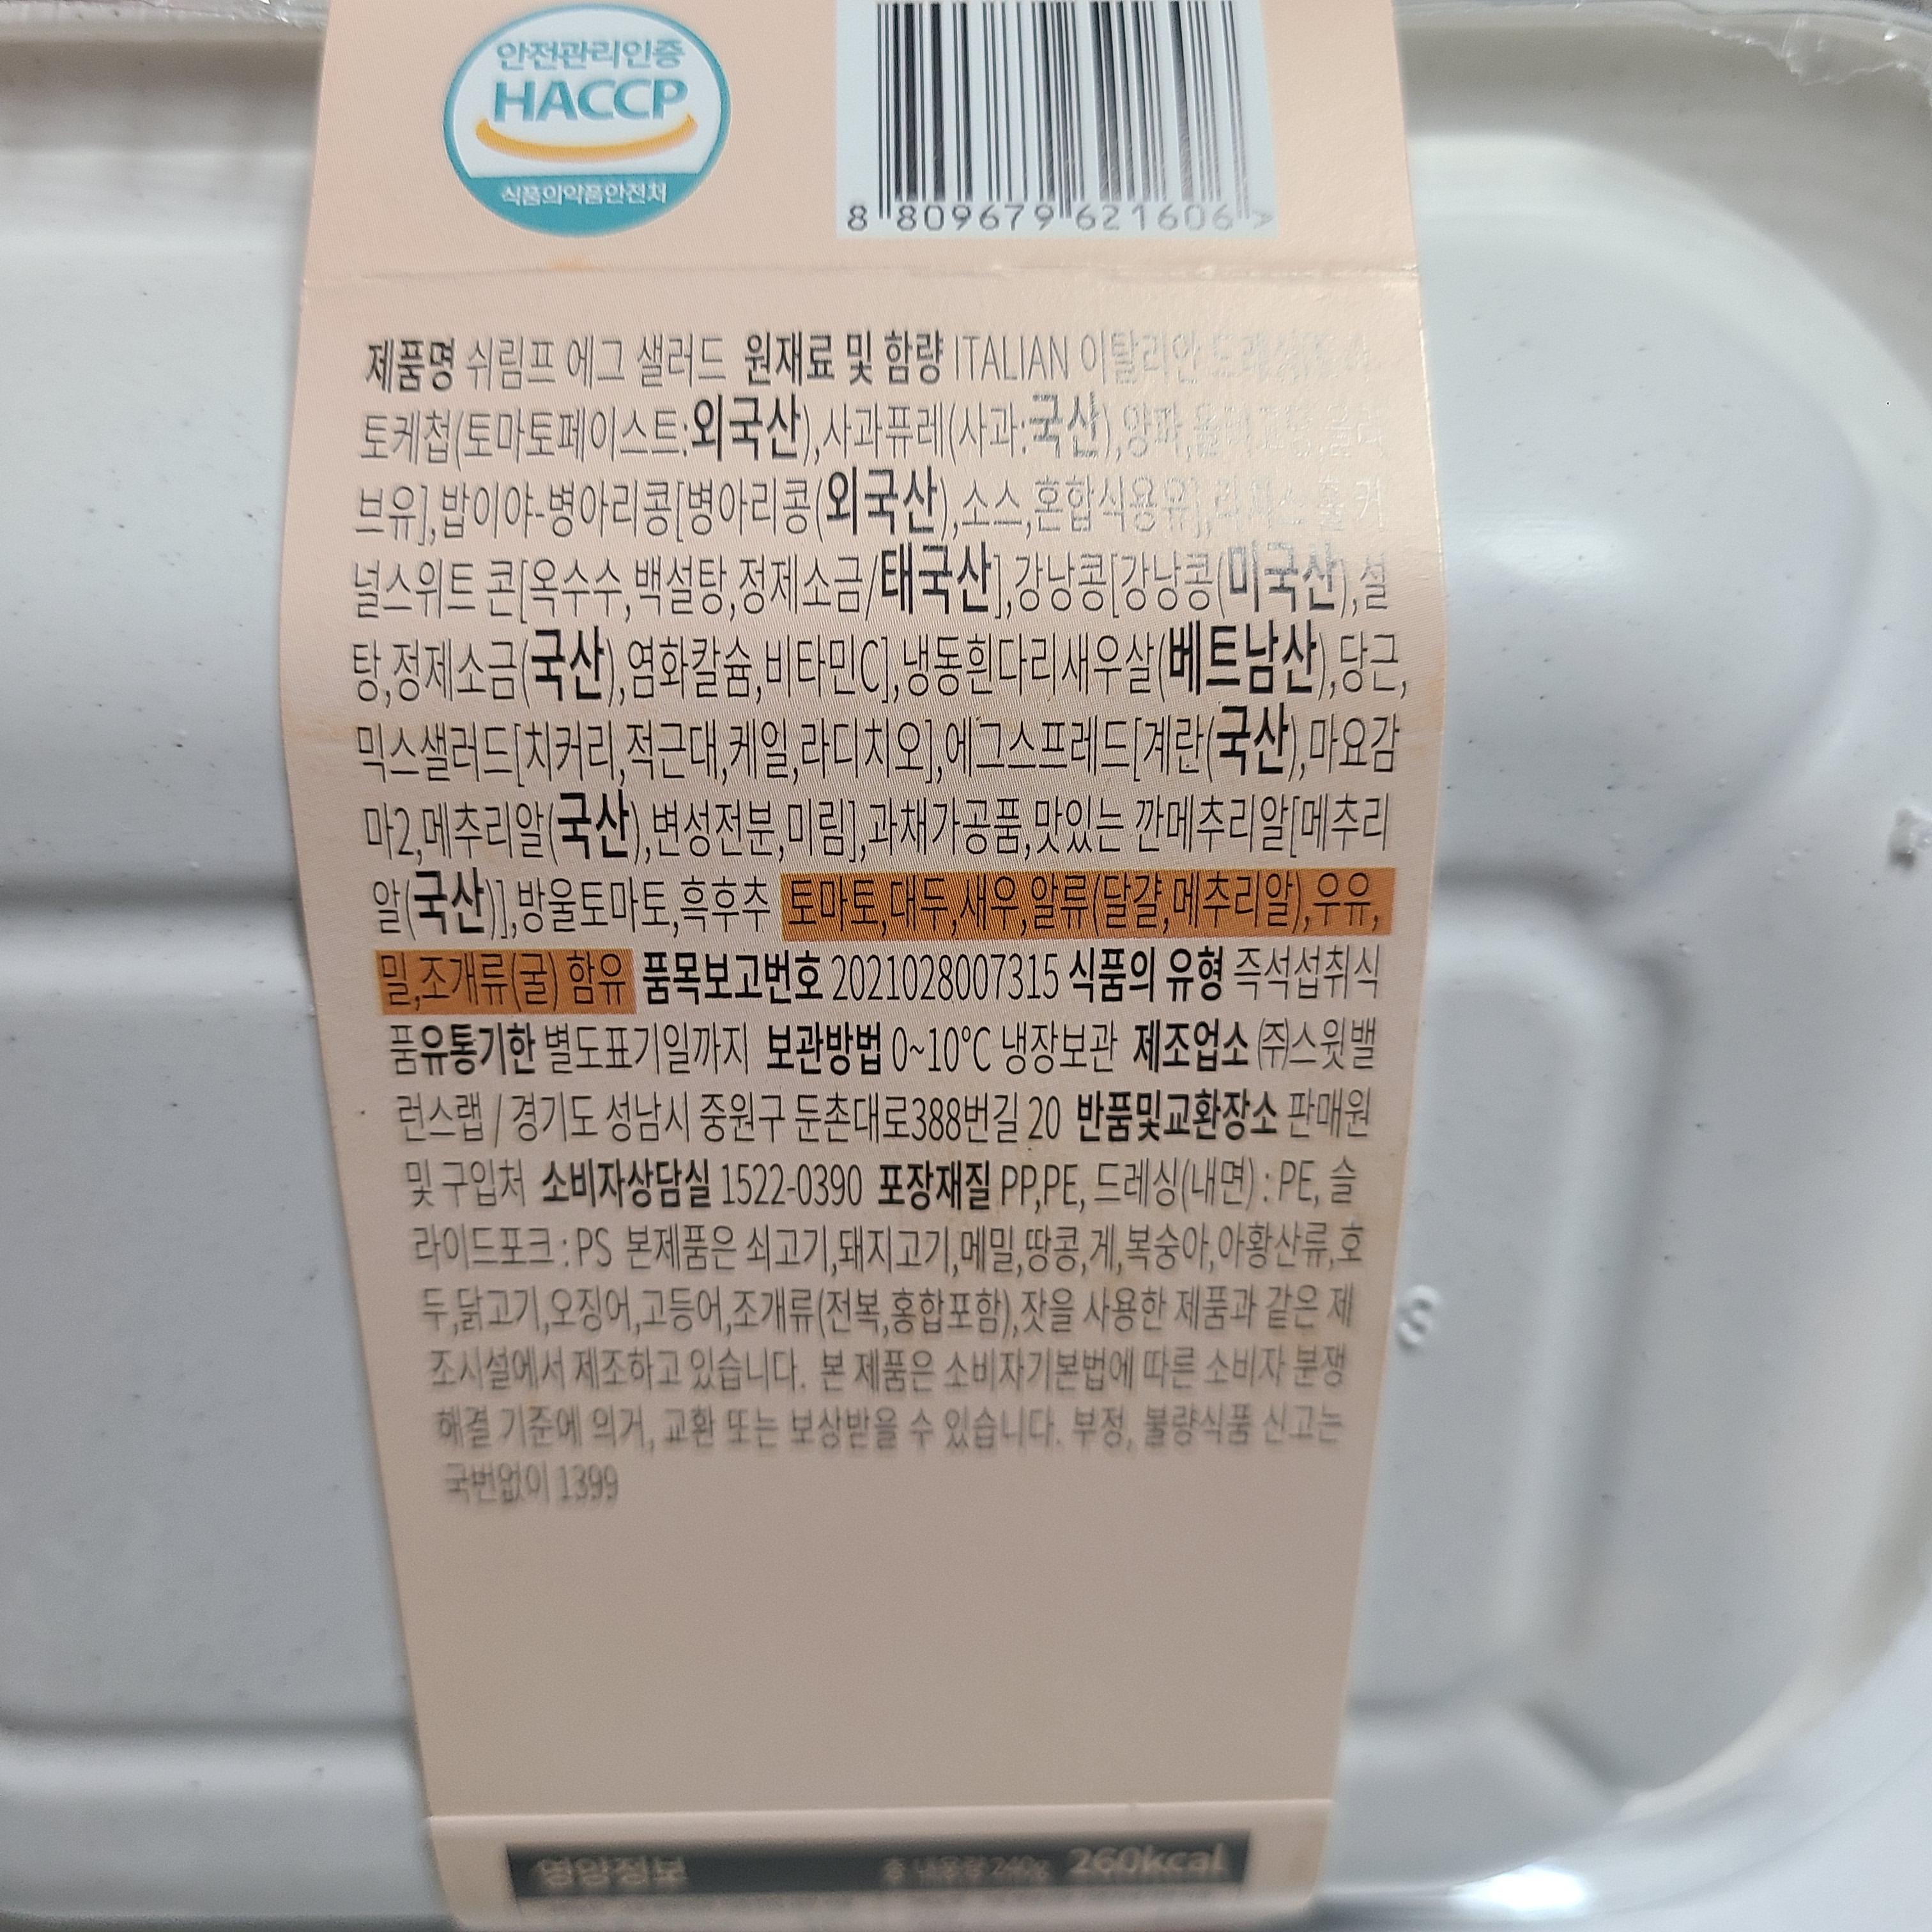 안전관리인증
HACCP
식품의약품안전처
8 809679 621606 >
제품명 쉬림프 에그 샐러드 원재료 및 함량 ITALIAN 이탈리안
토케첩(토마토페이스트:외국산),사과퓨레(사과:국산),양파,
브유],밥이야-병아리콩[병아리콩(외국산),소스,혼합식용유],
널스위트 콘[옥수수,백설탕,정제소금/태국산],강낭콩[강낭콩(미국산),설
탕,정제소금(국산),염화칼슘,비타민C],냉동흰다리새우살(베트남산),당근,
믹스샐러드[치커리,적근대,케일,라디치오],에그스프레드[계란(국산),마요감
마2,메추리알(국산),변성전분,미림],과채가공품,맛있는 깐메추리알[메추리
알(국산)],방울토마토,흑후추 토마토,대두,새우,알류(달걀,메추리알),우유,
밀,조개류(굴) 함유 품목보고번호 2021028007315 식품의 유형 즉석섭취식
품유통기한 별도표기일까지 보관방법 0~10℃ 냉장보관 제조업소 ㈜스윗밸
런스랩 / 경기도 성남시 중원구 둔촌대로388번길 20 반품및교환장소 판매원
및 구입처 소비자상담실 1522-0390 포장재질 PP,PE, 드레싱(내면) : PE, 슬
라이드포크 : PS 본제품은 쇠고기,돼지고기,메밀,땅콩,게,복숭아,아황산류,호
두,닭고기,오징어,고등어,조개류(전복,홍합포함),잣을 사용한 제품과 같은 제
조시설에서 제조하고 있습니다. 본 제품은 소비자기본법에 따른 소비자 분쟁
해결 기준에 의거, 교환 또는 보상받을 수 있습니다. 부정, 불량식품 신고는
국번없이 1399
영양정보 총 내용량 240g 260kcal